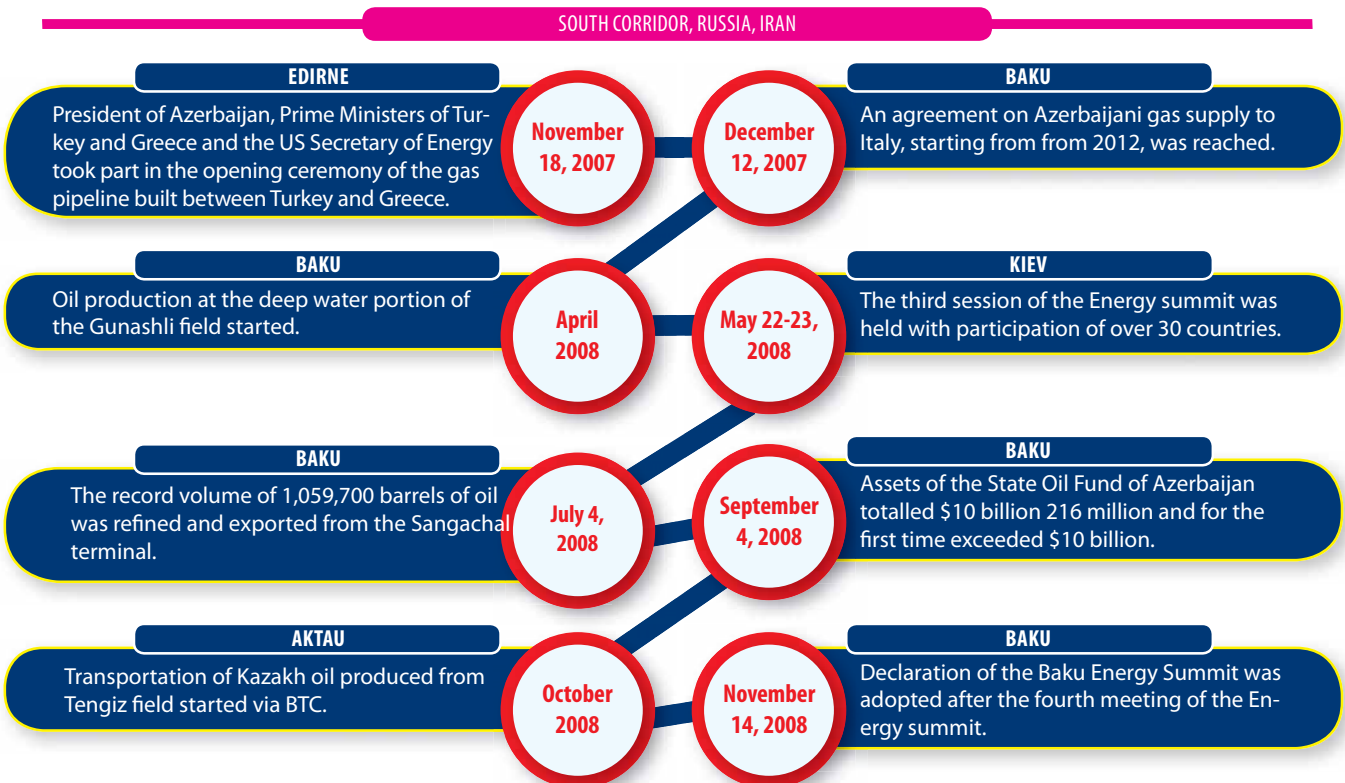 SOUTH CORRIDOR, RUSSIA, IRAN
EDIRNE
President of Azerbaijan, Prime Ministers of Tur-
key and Greece and the US Secretary of Energy
took part in the opening ceremony of the gas
pipeline built between Turkey and Greece.
November
18, 2007
December
12, 2007
BAKU
An agreement on Azerbaijani gas supply to
Italy, starting from from 2012, was reached.
BAKU
Oil production at the deep water portion of
the Gunashli field started.
April
2008
May 22-23,
2008
KIEV
The third session of the Energy summit was
held with participation of over 30 countries.
BAKU
The record volume of 1,059,700 barrels of oil
was refined and exported from the Sangachal
terminal.
July 4,
2008
September
4, 2008
BAKU
Assets of the State Oil Fund of Azerbaijan
totalled $10 billion 216 million and for the
first time exceeded $10 billion.
AKTAU
Transportation of Kazakh oil produced from
Tengiz field started via BTC.
October
2008
November
14, 2008
BAKU
Declaration of the Baku Energy Summit was
adopted after the fourth meeting of the En-
ergy summit.